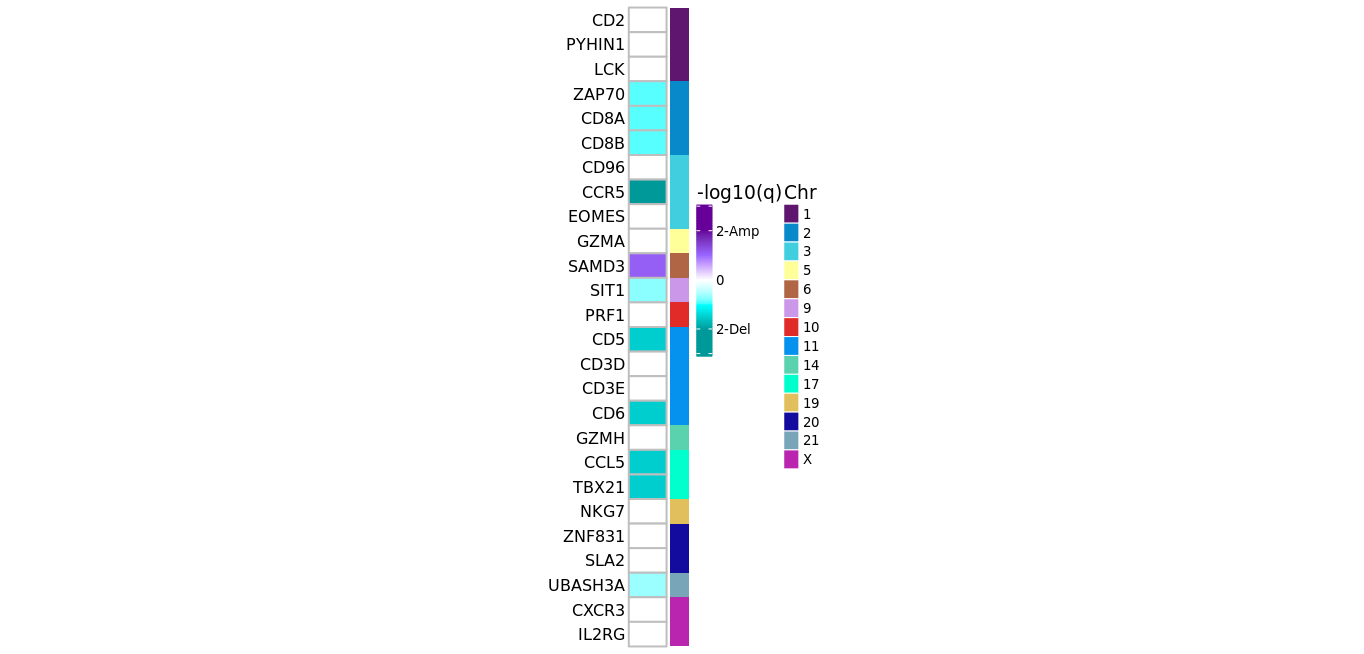 CD2
PYHIN1
LCK
ZAP70
CD8A
CD8B
CD96
CCR5
EOMES
GZMA
SAMD3
SIT1
PRF1
CD5
CD3D
CD3E
CD6
GZMH
CCL5
TBX21
NKG7
ZNF831
SLA2
UBASH3A
CXCR3
IL2RG
-log10(q)
2-Amp
0
2-Del
Chr
1
2
3
5
6
9
10
11
14
17
19
20
21
X